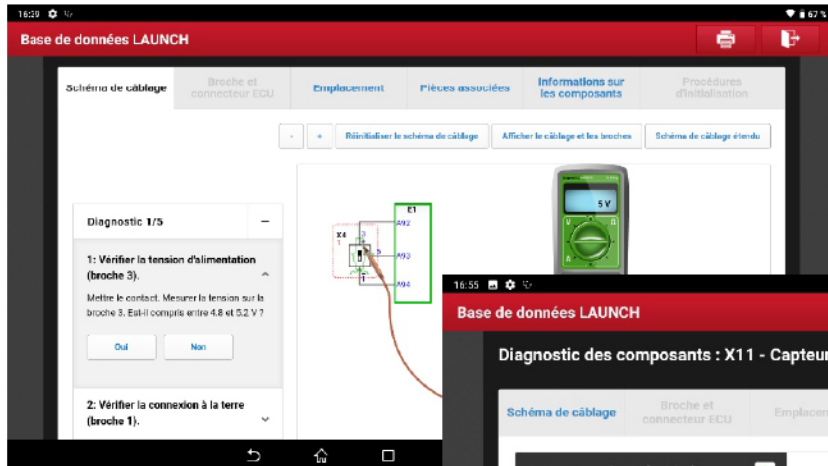 16:29
67 %
Base de données LAUNCH
Schéma de câblage
Broche et
connecteur ECU
Emplacement
Pièces associées
Informations sur
les composants
Procédures
d'initialisation
-
+
Réinitialiser le schéma de câblage
Afficher le câblage et les broches
Schéma de câblage étendu
Diagnostic 1/5
1: Vérifier la tension d'alimentation
(broche 3).
Mettre le contact. Mesurer la tension sur la
broche 3. Est-il compris entre 4.8 et 5.2 V ?
Oui
Non
2: Vérifier la connexion à la terre
(broche 1).
X4
1
3
5
1
E1
A92
A93
A94
5 V
V
A
16:55
Base de données LAUNCH
Diagnostic des composants : X11 - Capteur
Schéma de câblage
Broche et
connecteur ECU
Emplacem